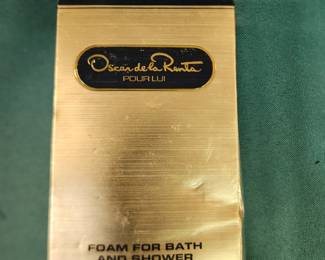 Oscar de la Renta
POUR LUI
FOAM FOR BATH
AND SHOWER